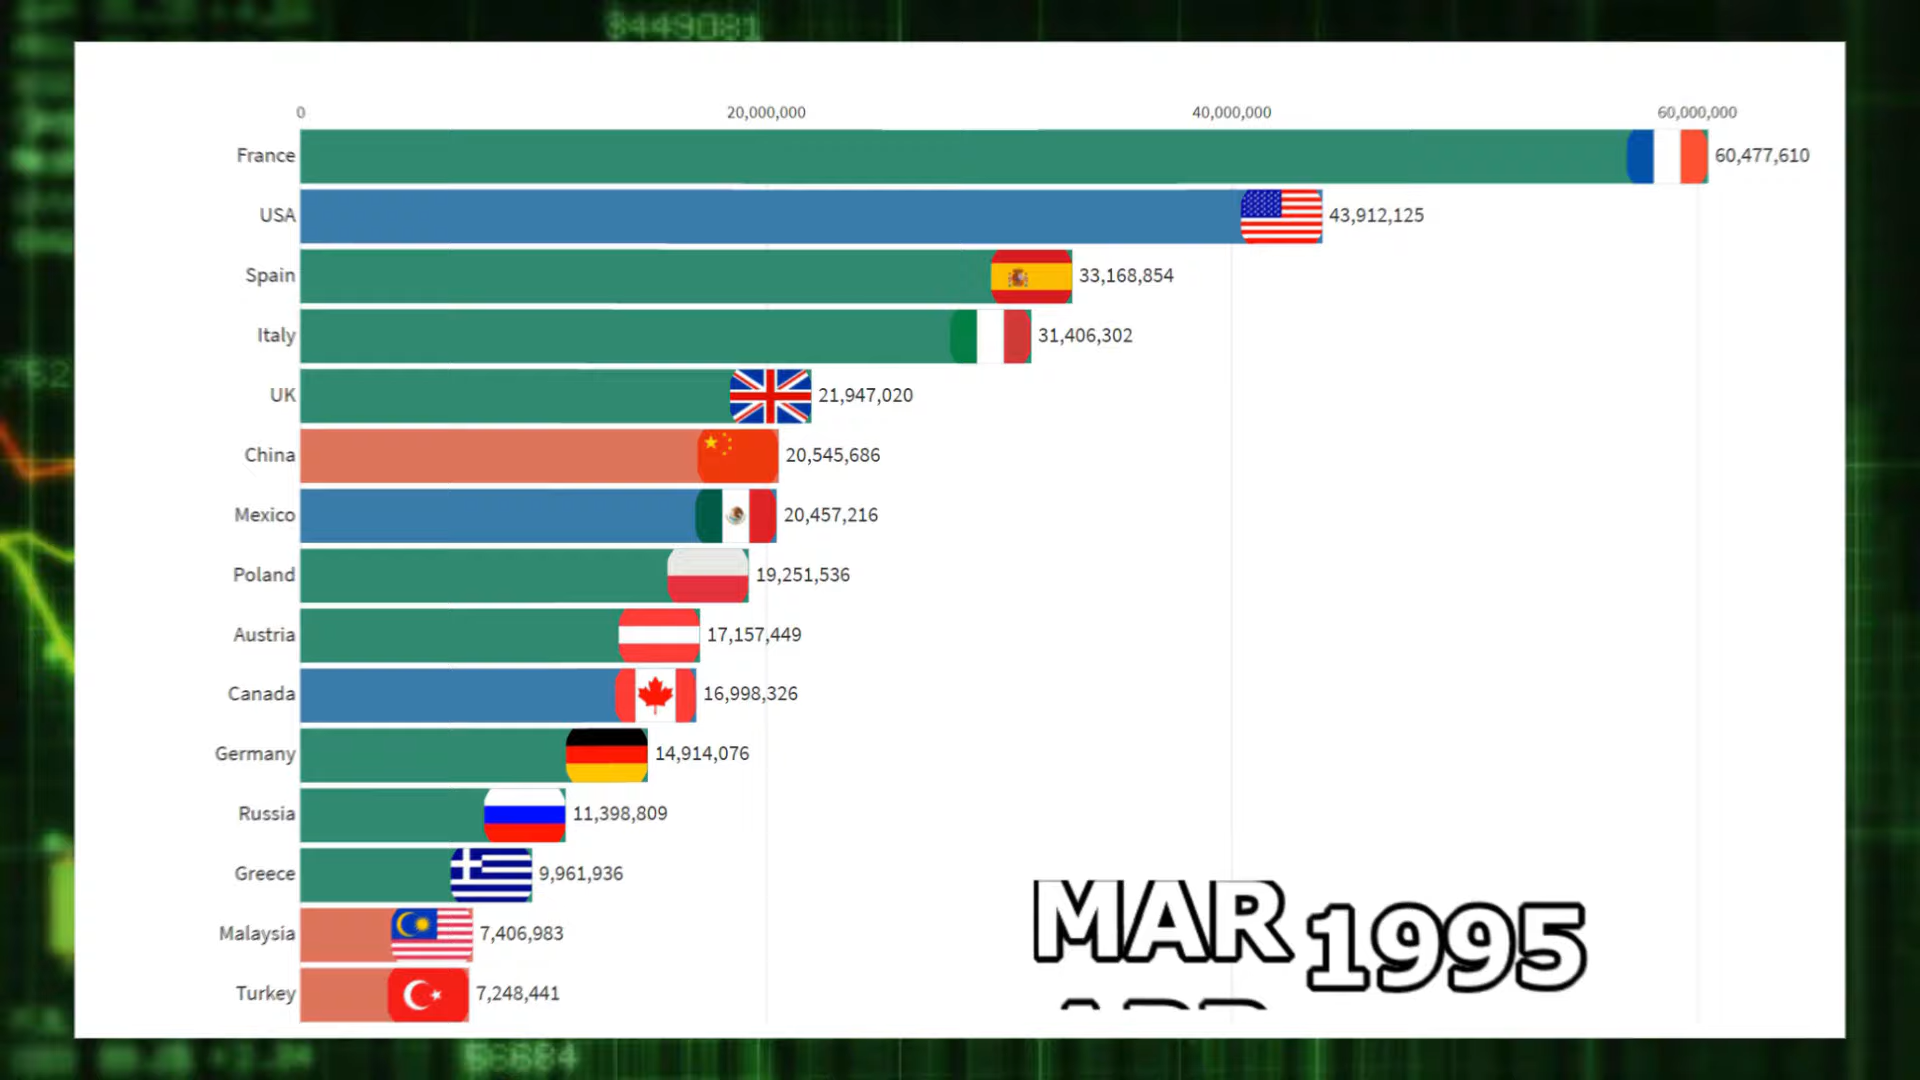 3449081
0 20,000,000 40,000,000 60,000,000
France 60,477,610
USA 43,912,125
Spain 33,168,854
Italy 31,406,302
UK 21,947,020
752
China 20,545,686
Mexico 20,457,216
Poland 19,251,536
Austria 17,157,449
Canada 16,998,326
Germany 14,914,076
Russia 11,398,809
Greece 9,961,936
MAR 1995
Malaysia 7,406,983
Turkey 7,248,441